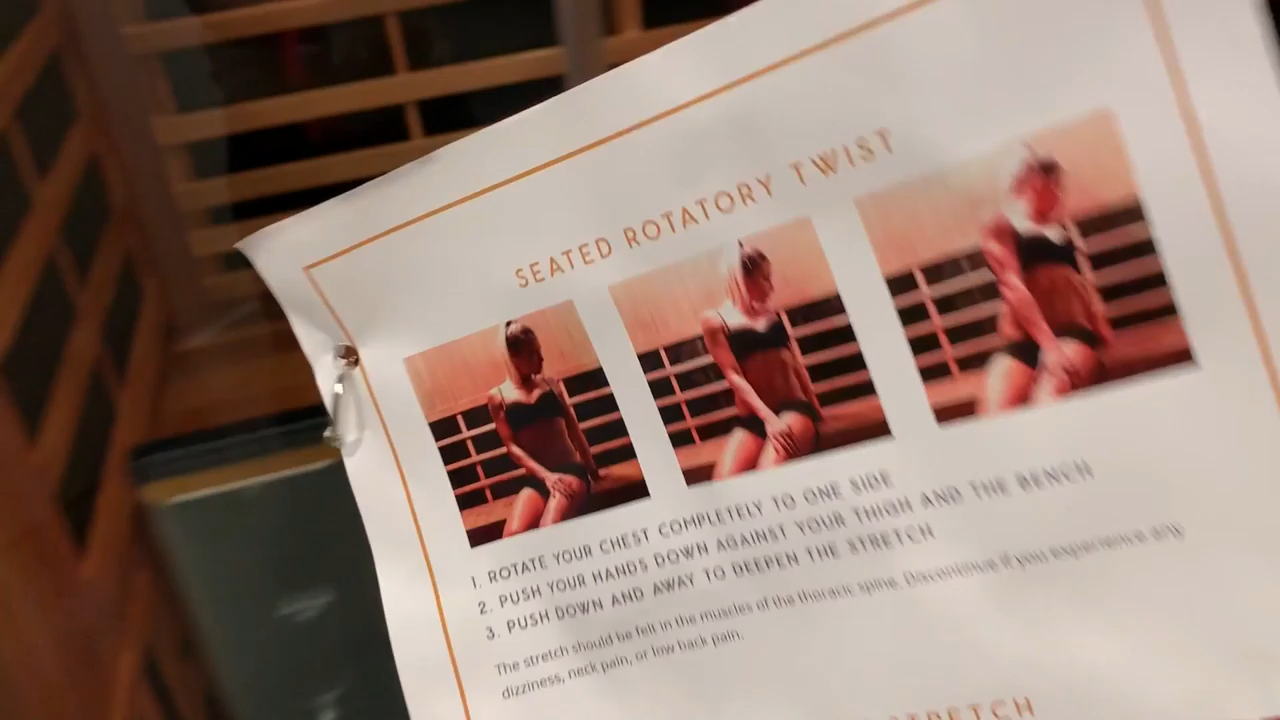 SEATED ROTATORY TWIST
1. ROTATE YOUR CHEST COMPLETELY TO ONE SIDE
2. PUSH YOUR HANDS DOWN AGAINST YOUR THIGH AND THE BENCH
3. PUSH DOWN AND AWAY TO DEEPEN THE STRETCH
The stretch should be felt in the muscles of the thoracic spine. Discontinue if you experience any
dizziness, neck pain, or low back pain.
STRETCH